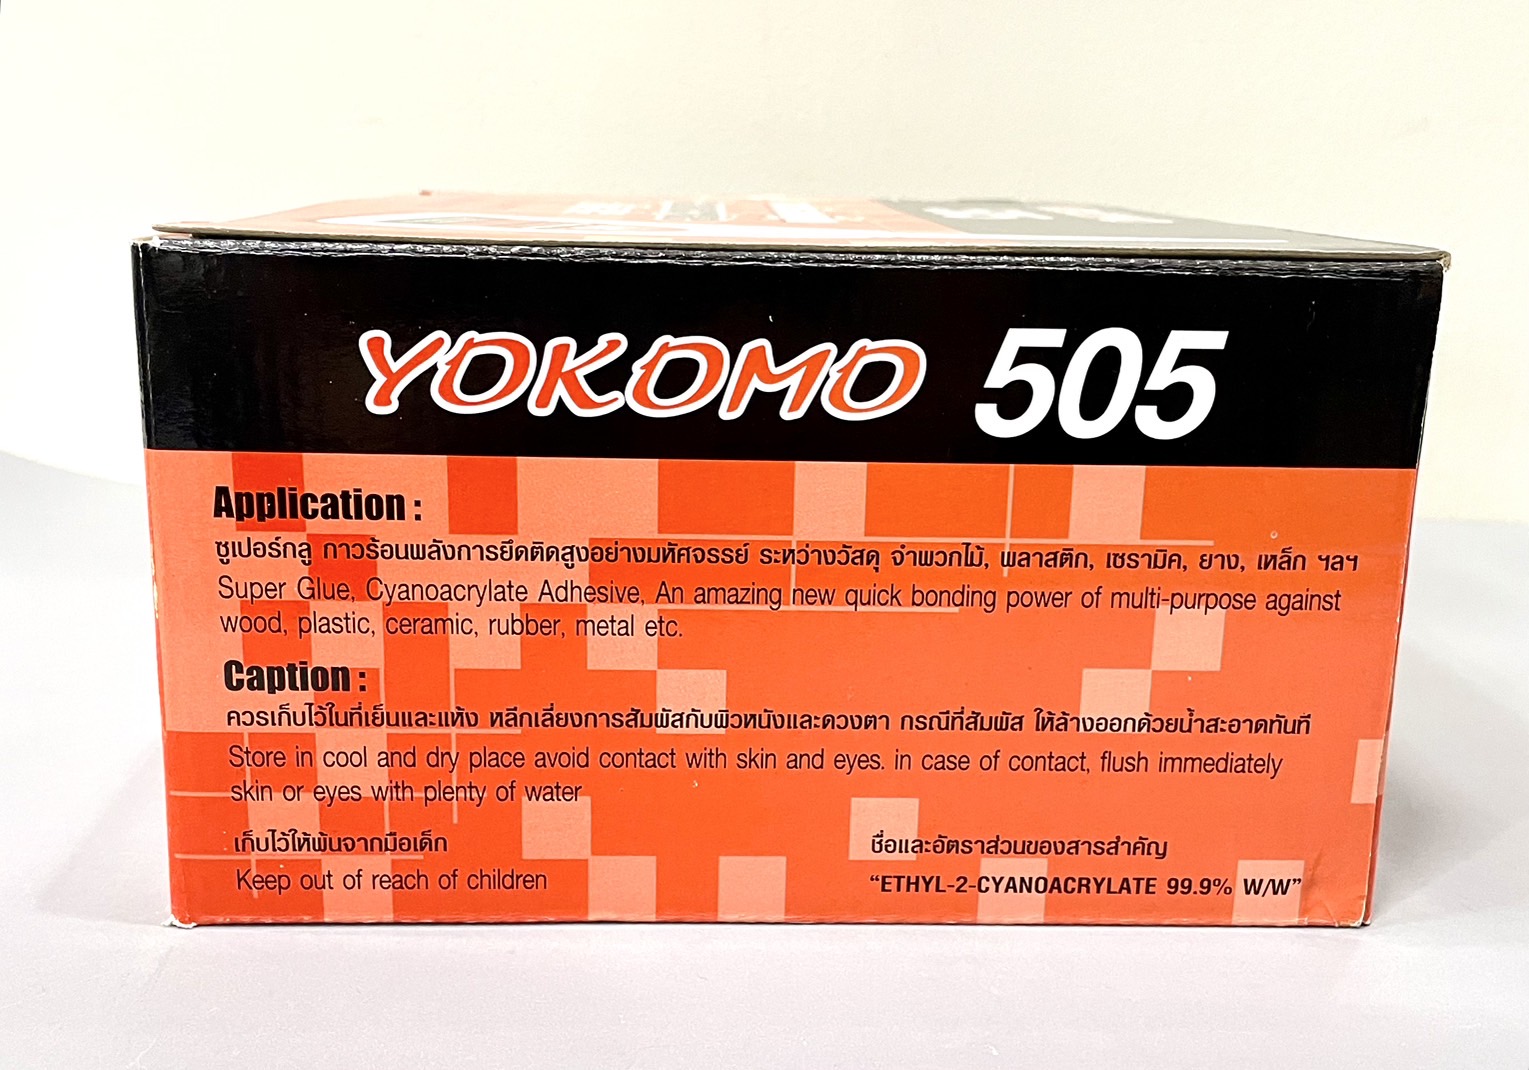 YOKOMO 505
Application :
ซูเปอร์กลู กาวร้อนพลังการยึดติดสูงอย่างมหัศจรรย์ ระหว่างวัสดุ จำพวกไม้, พลาสติก, เซรามิค, ยาง, เหล็ก ฯลฯ
Super Glue, Cyanoacrylate Adhesive, An amazing new quick bonding power of multi-purpose against
wood, plastic, ceramic, rubber, metal etc.
Caption :
ควรเก็บไว้ในที่เย็นและแห้ง หลีกเลี่ยงการสัมผัสกับผิวหนังและดวงตา กรณีที่สัมผัส ให้ล้างออกด้วยน้ำสะอาดทันที
Store in cool and dry place avoid contact with skin and eyes. in case of contact, flush immediately
skin or eyes with plenty of water
เก็บไว้ให้พ้นจากมือเด็ก
Keep out of reach of children
ชื่อและอัตราส่วนของสารสำคัญ
“ETHYL-2-CYANOACRYLATE 99.9% W/W”